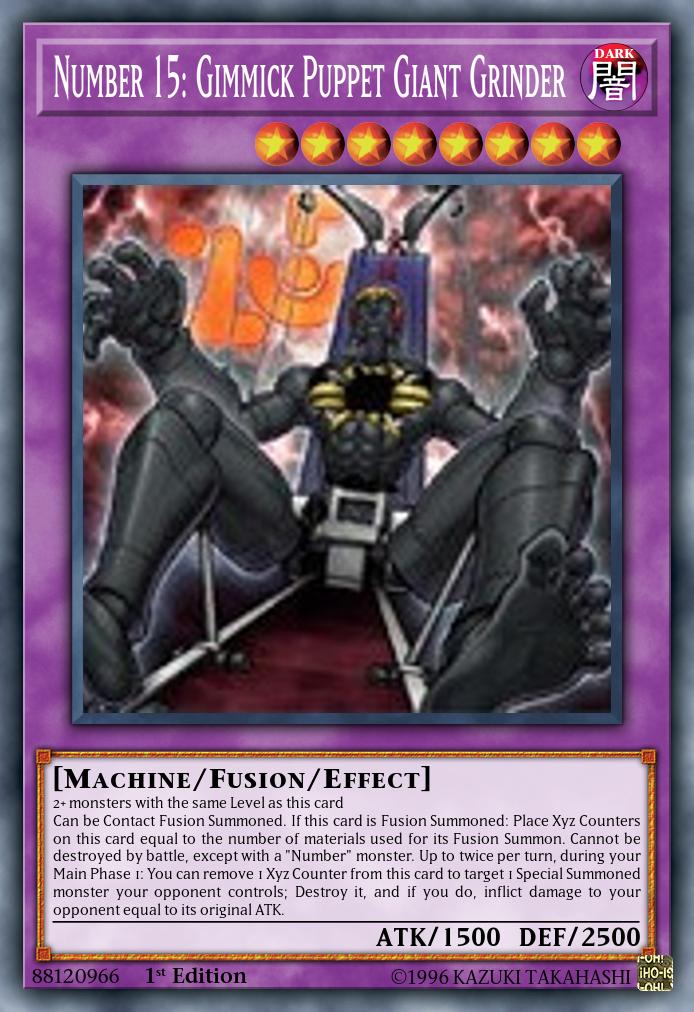 NUMBER 15: GIMMICK PUPPET GIANT GRINDER
DARK
闇
[MACHINE/FUSION/EFFECT]
2+ monsters with the same Level as this card
Can be Contact Fusion Summoned. If this card is Fusion Summoned: Place Xyz Counters
on this card equal to the number of materials used for its Fusion Summon. Cannot be
destroyed by battle, except with a "Number" monster. Up to twice per turn, during your
Main Phase 1: You can remove 1 Xyz Counter from this card to target 1 Special Summoned
monster your opponent controls; Destroy it, and if you do, inflict damage to your
opponent equal to its original ATK.
ATK/1500 DEF/2500
88120966 1st Edition ©1996 KAZUKI TAKAHASHI